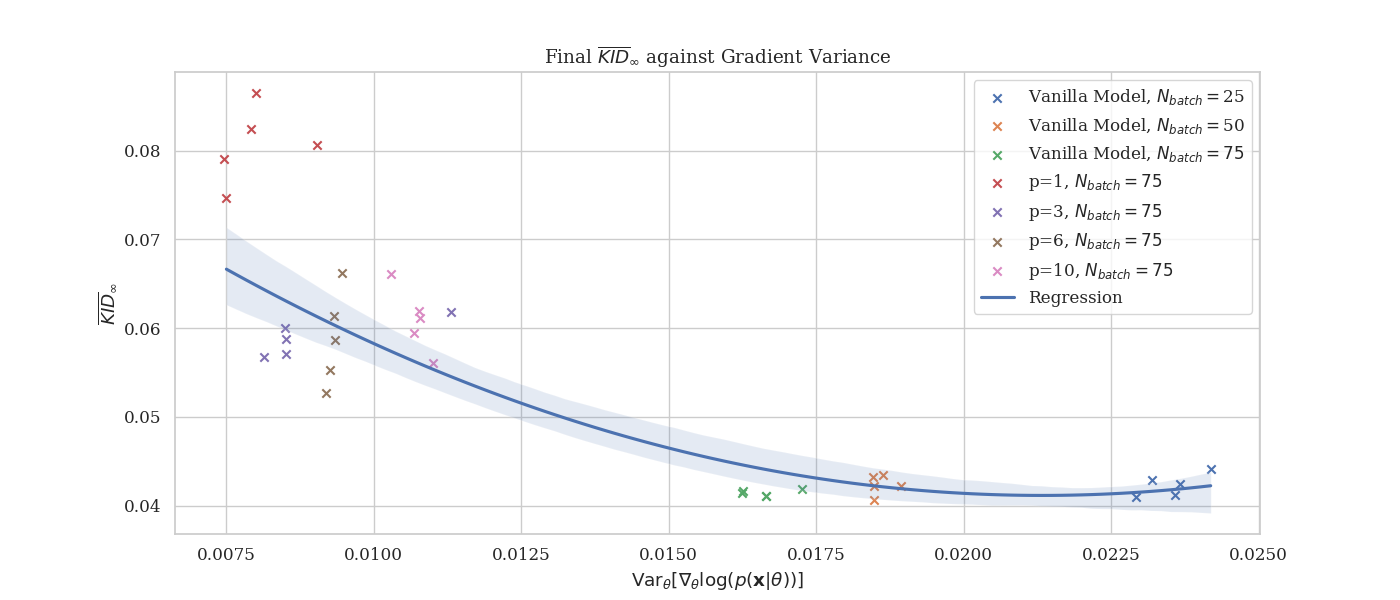 Final $\overline{KID}_\infty$ against Gradient Variance
Vanilla Model, $N_{batch} = 25$
Vanilla Model, $N_{batch} = 50$
Vanilla Model, $N_{batch} = 75$
p=1, $N_{batch} = 75$
p=3, $N_{batch} = 75$
p=6, $N_{batch} = 75$
p=10, $N_{batch} = 75$
Regression
$\overline{KID}_\infty$
0.08
0.07
0.06
0.05
0.04
0.0075 0.0100 0.0125 0.0150 0.0175 0.0200 0.0225 0.0250
$\mathrm{Var}_\theta[\nabla_\theta \log(p(\mathbf{x}|\theta))]$